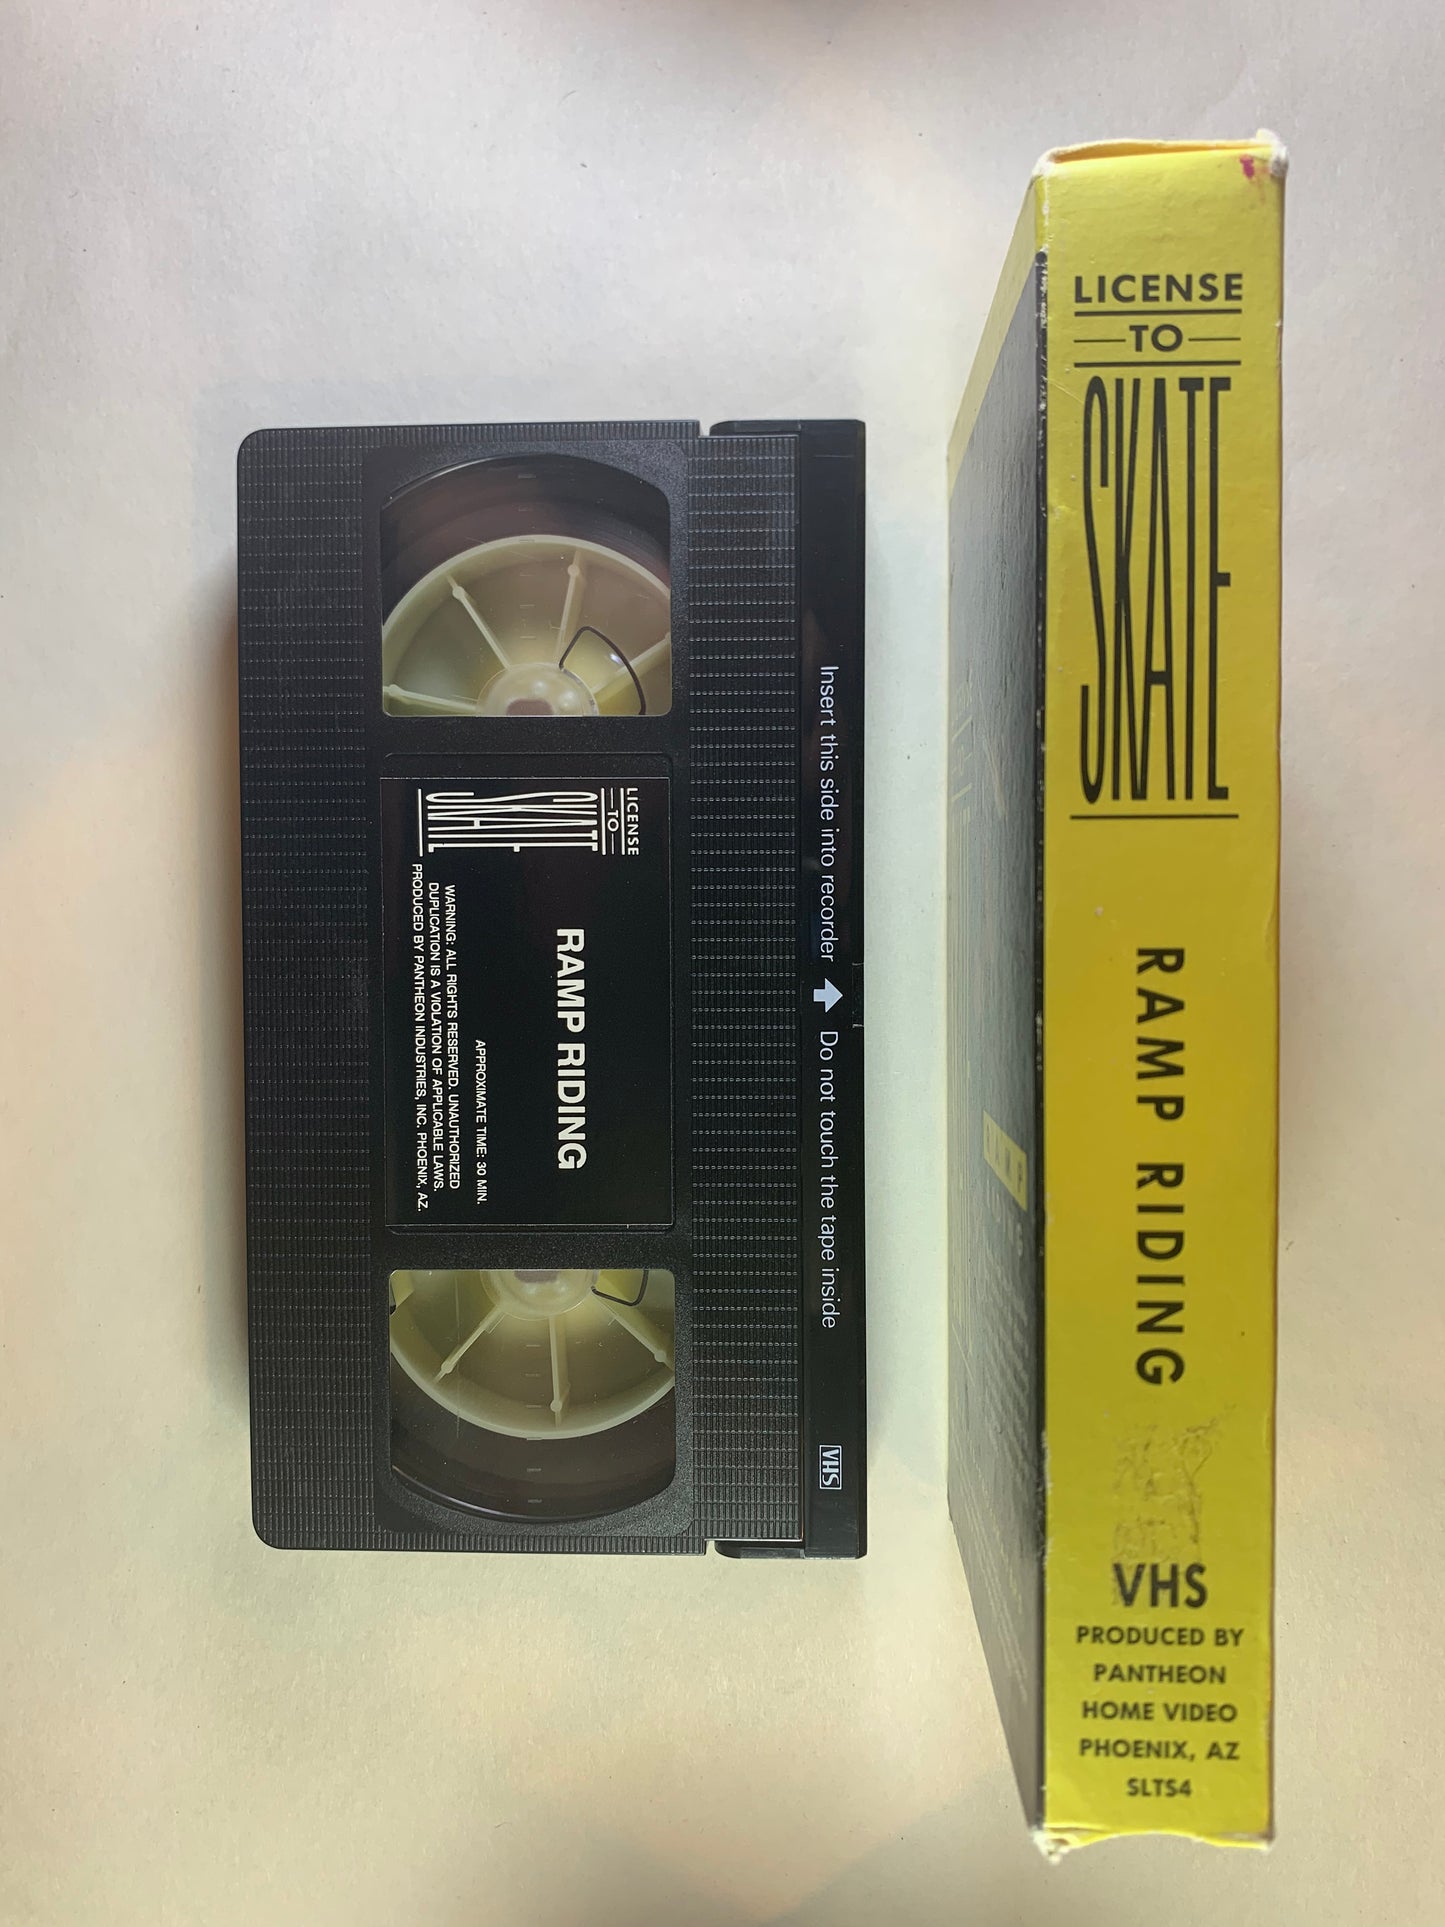 LICENSE
TO
SKATE
RAMP RIDING
APPROXIMATE TIME: 30 MIN.
WARNING: ALL RIGHTS RESERVED. UNAUTHORIZED
DUPLICATION IS A VIOLATION OF APPLICABLE LAWS.
PRODUCED BY PANTHEON INDUSTRIES, INC. PHOENIX, AZ.
Insert this side into recorder Do not touch the tape inside
VHS
LICENSE
TO
SKATE
RAMP RIDING
VHS
PRODUCED BY
PANTHEON
HOME VIDEO
PHOENIX, AZ
SLTS4